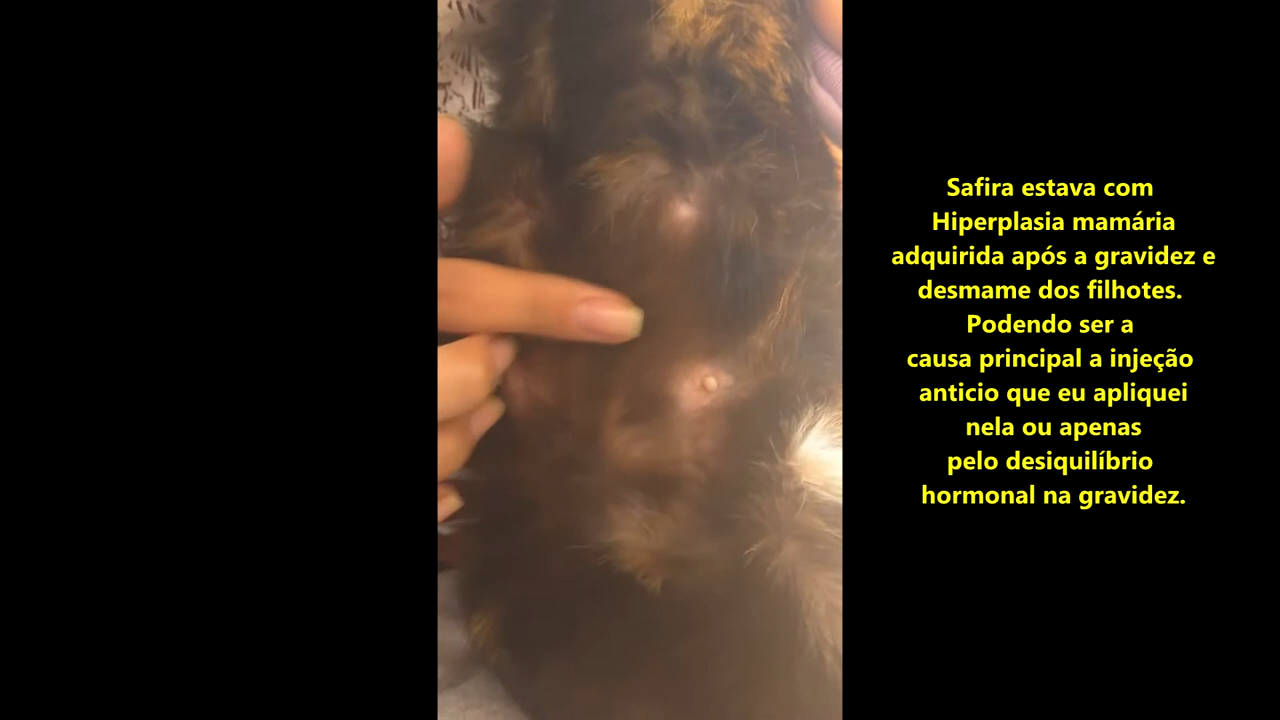 Safira estava com
Hiperplasia mamária
adquirida após a gravidez e
desmame dos filhotes.
Podendo ser a
causa principal a injeção
anticio que eu apliquei
nela ou apenas
pelo desiquilíbrio
hormonal na gravidez.